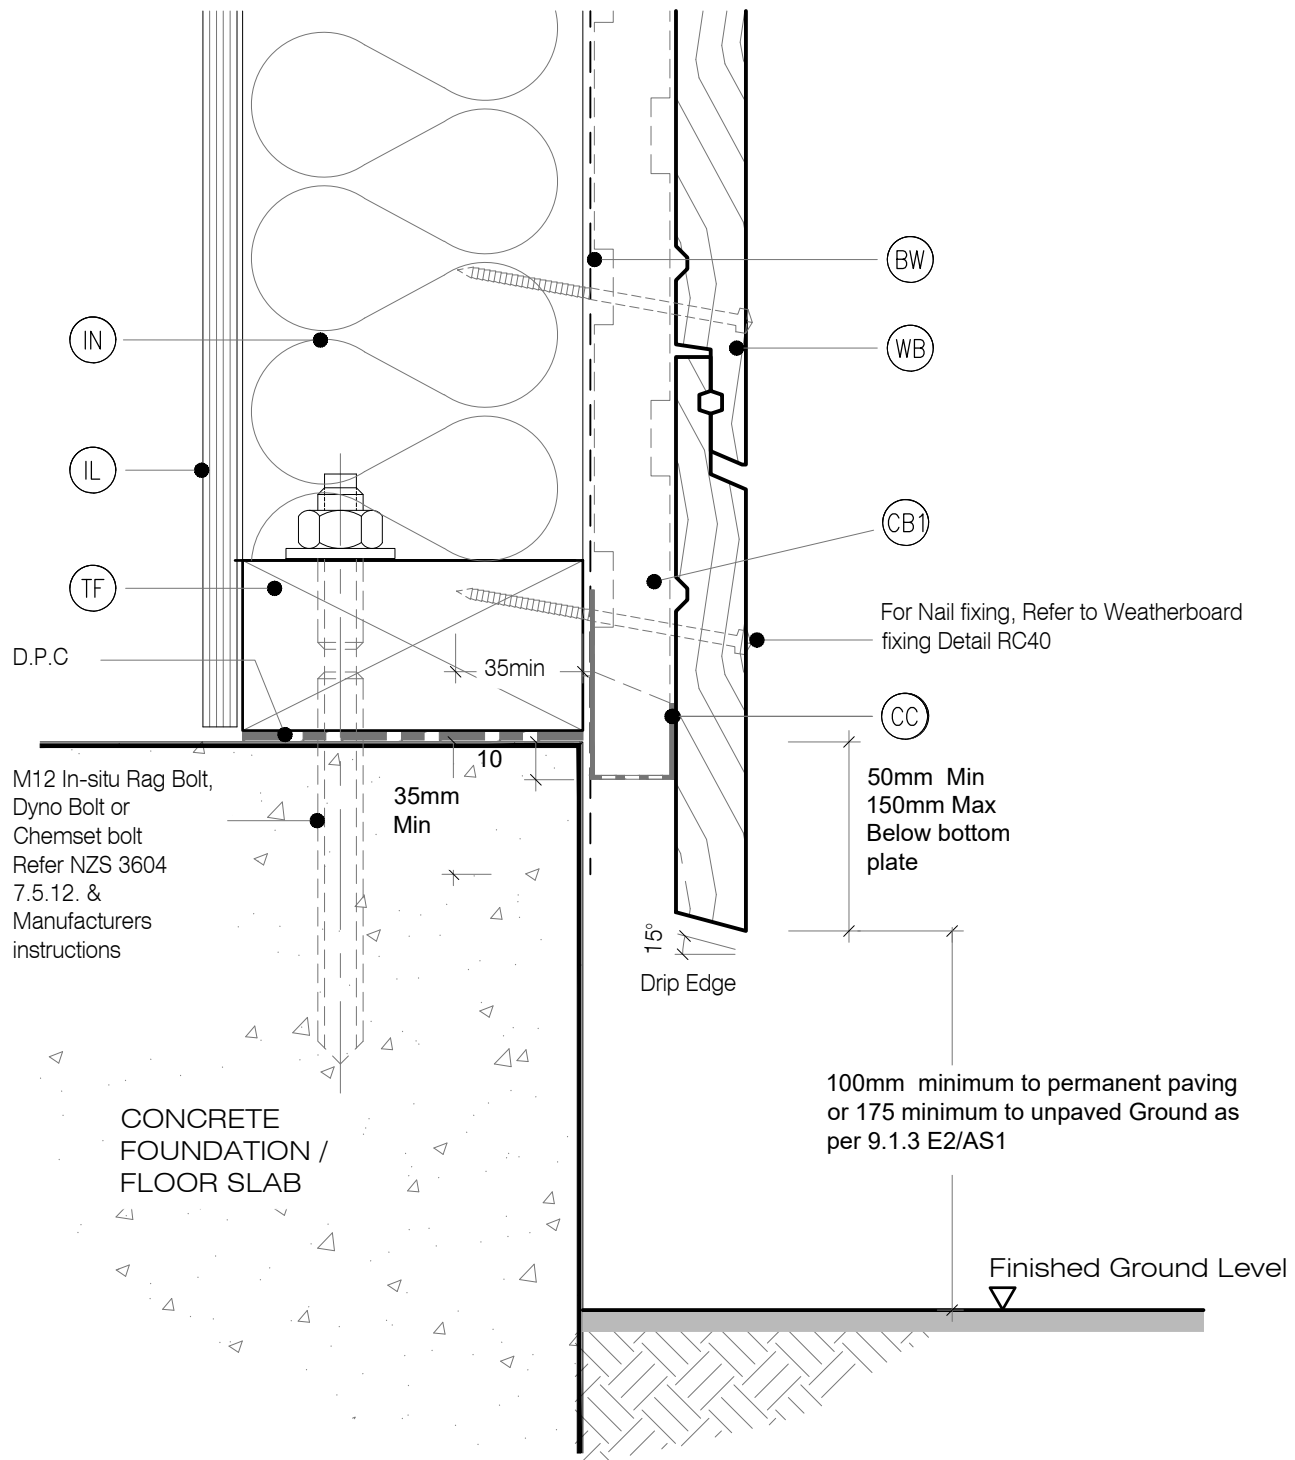 BW
IN
WB
IL
CB1
TF
For Nail fixing, Refer to Weatherboard
fixing Detail RC40
D.P.C
35min
CC
10
M12 In-situ Rag Bolt,
Dyno Bolt or
Chemset bolt
Refer NZS 3604
7.5.12. &
Manufacturers
instructions
35mm
Min
50mm Min
150mm Max
Below bottom
plate
15°
Drip Edge
100mm minimum to permanent paving
or 175 minimum to unpaved Ground as
per 9.1.3 E2/AS1
CONCRETE
FOUNDATION /
FLOOR SLAB
Finished Ground Level